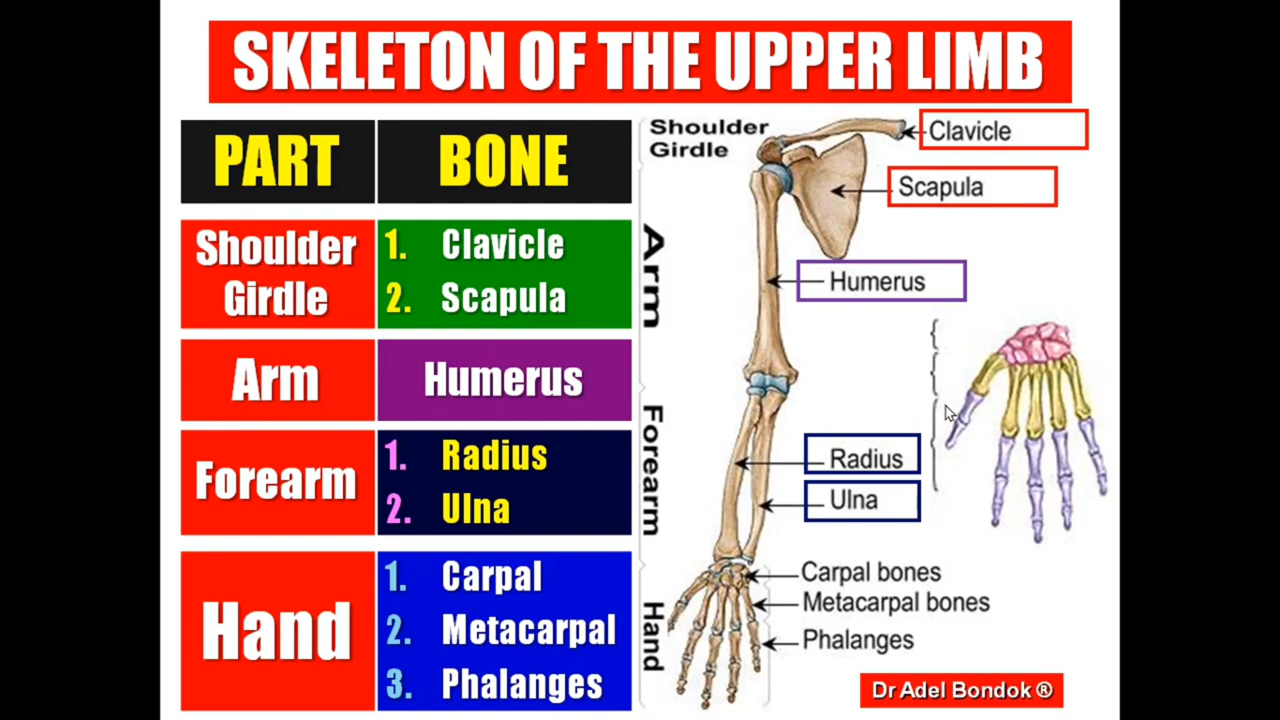 SKELETON OF THE UPPER LIMB
PART
BONE
Shoulder
Girdle
1. Clavicle
2. Scapula
Arm
Humerus
Forearm
1. Radius
2. Ulna
Hand
1. Carpal
2. Metacarpal
3. Phalanges
Shoulder
Girdle
Clavicle
Scapula
Arm
Humerus
Forearm
Radius
Ulna
Hand
Carpal bones
Metacarpal bones
Phalanges
Dr Adel Bondok ®